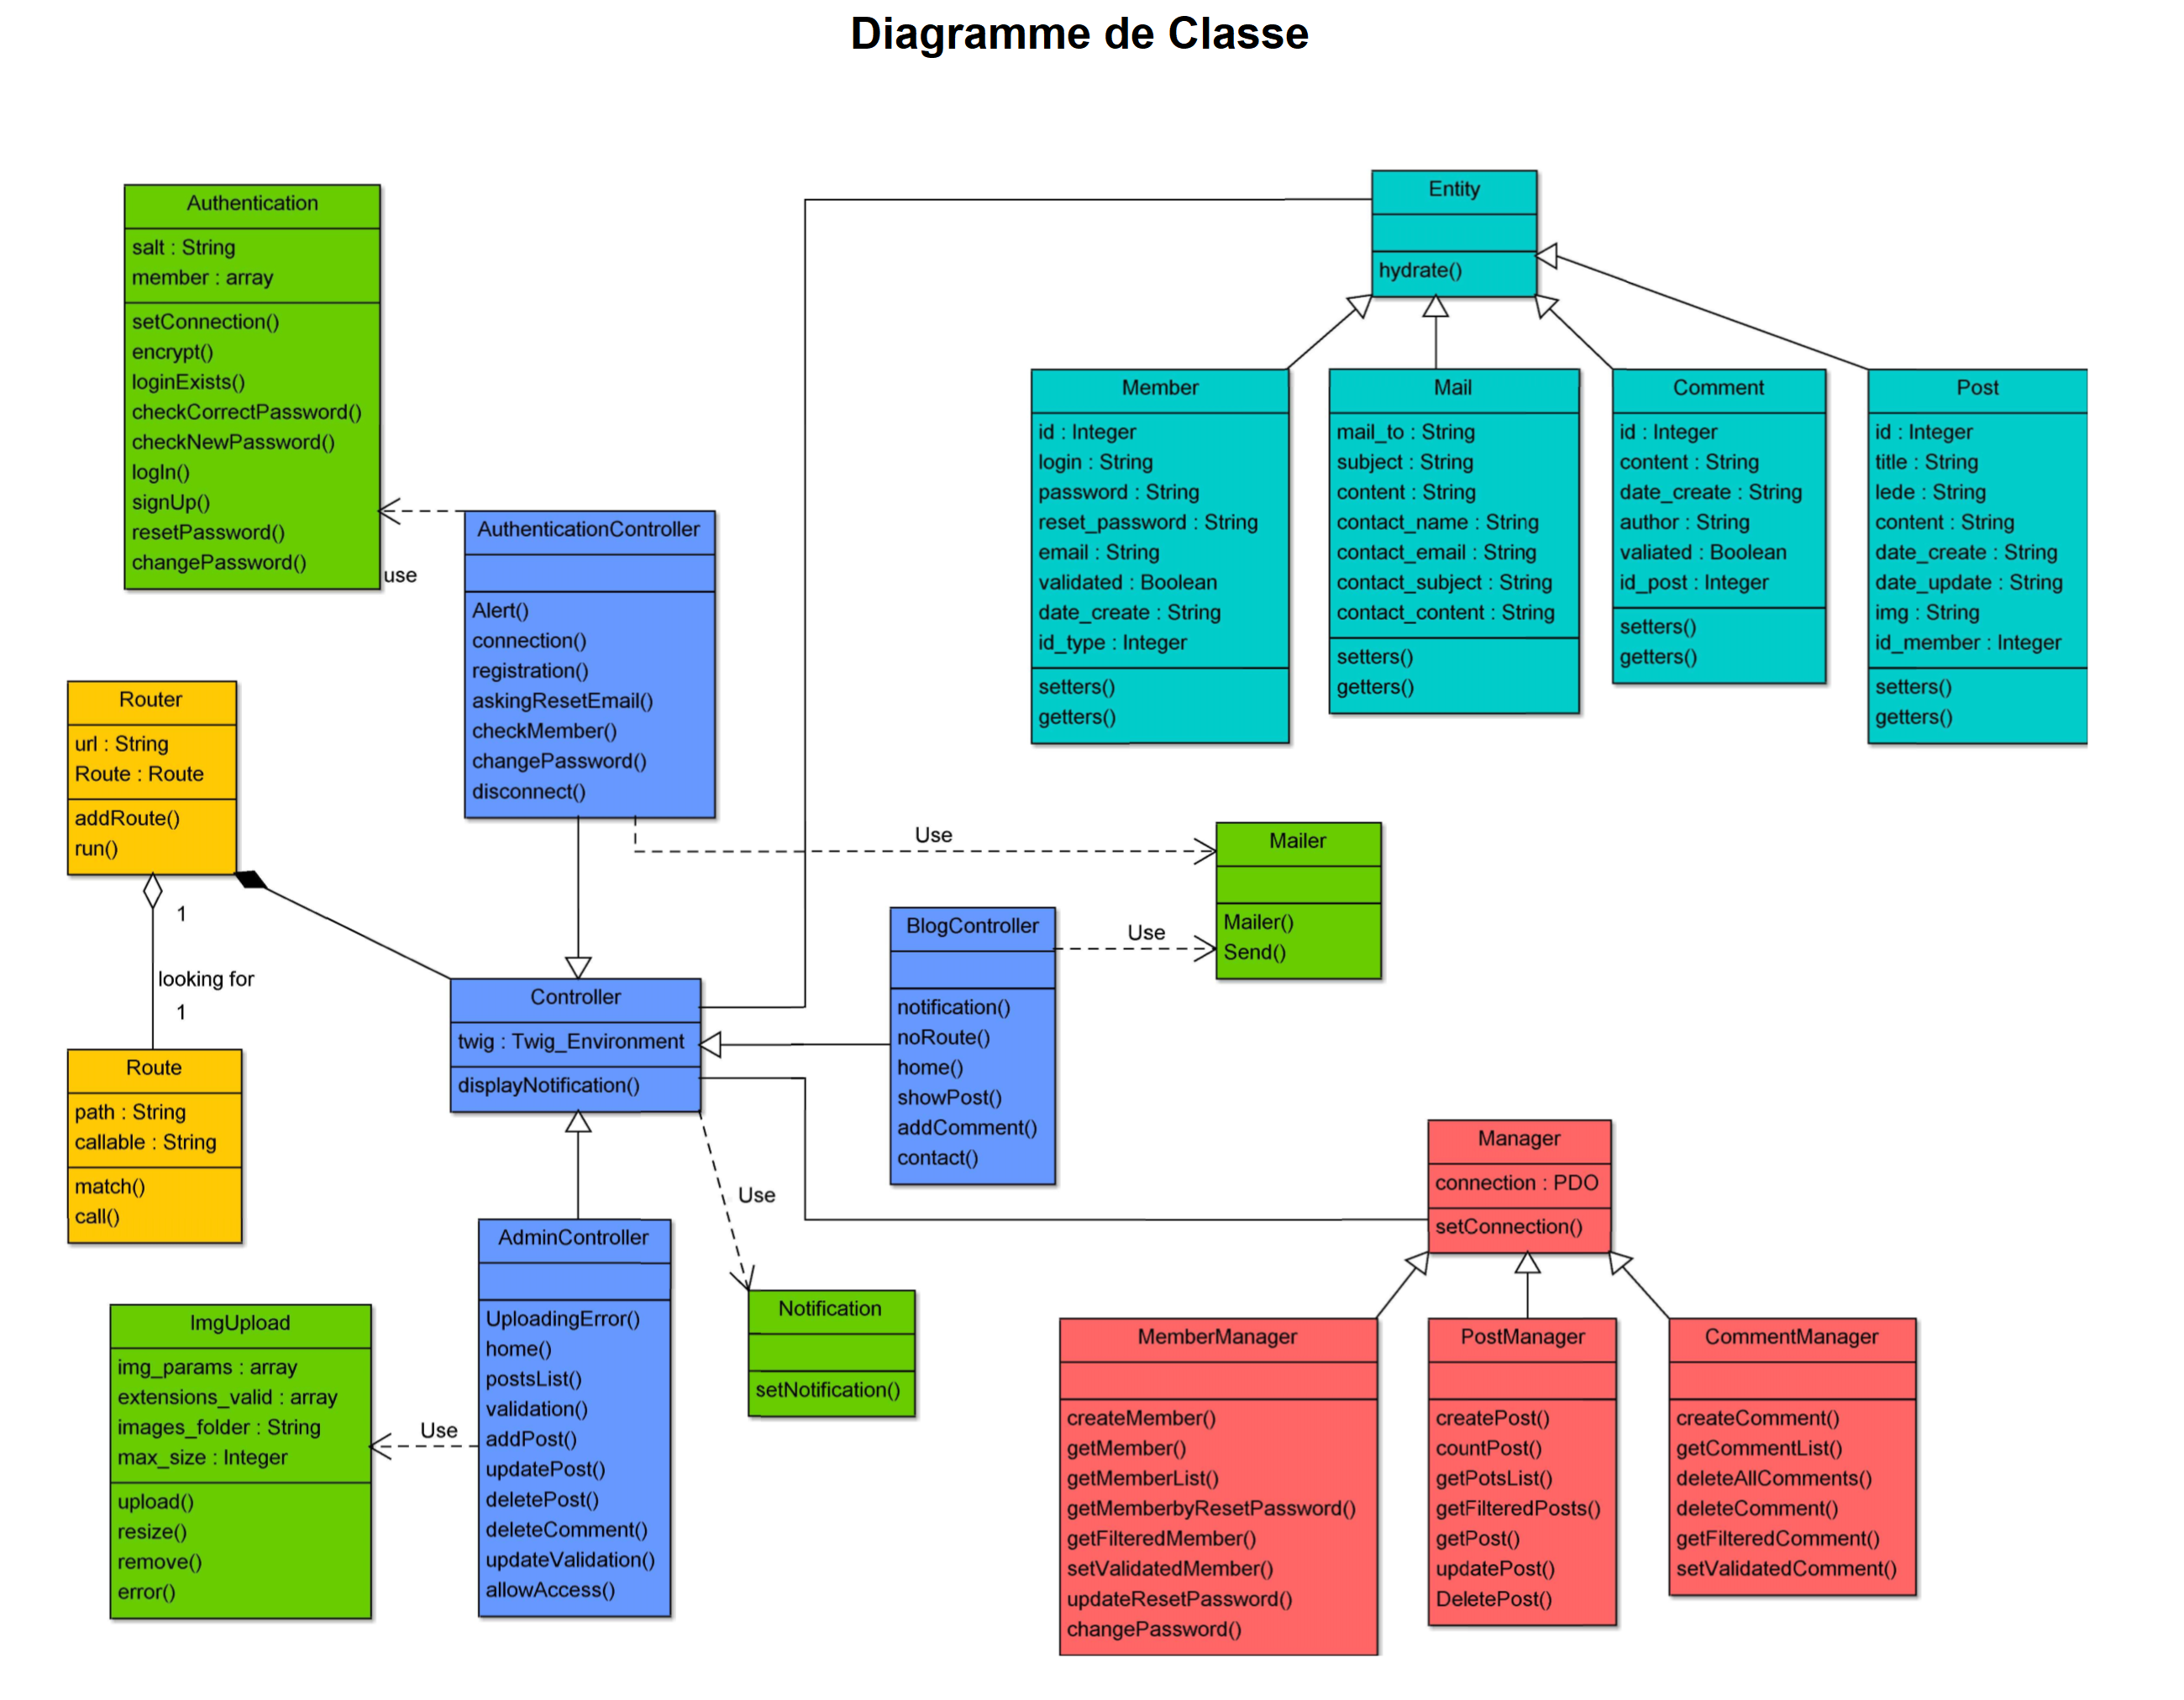 Diagramme de Classe
Authentication
salt : String
member : array
setConnection()
encrypt()
loginExists()
checkCorrectPassword()
checkNewPassword()
logIn()
signUp()
resetPassword()
changePassword()
use
AuthenticationController
Alert()
connection()
registration()
askingResetEmail()
checkMember()
changePassword()
disconnect()
Entity
hydrate()
Member
id : Integer
login : String
password : String
reset_password : String
email : String
validated : Boolean
date_create : String
id_type : Integer
setters()
getters()
Mail
mail_to : String
subject : String
content : String
contact_name : String
contact_email : String
contact_subject : String
contact_content : String
setters()
getters()
Comment
id : Integer
content : String
date_create : String
author : String
valiated : Boolean
id_post : Integer
setters()
getters()
Post
id : Integer
title : String
lede : String
content : String
date_create : String
date_update : String
img : String
id_member : Integer
setters()
getters()
Router
url : String
Route : Route
addRoute()
run()
1
looking for
1
Route
path : String
callable : String
match()
call()
Use
Mailer
Mailer()
Send()
Use
BlogController
notification()
noRoute()
home()
showPost()
addComment()
contact()
Controller
twig : Twig_Environment
displayNotification()
Use
Notification
setNotification()
AdminController
UploadingError()
home()
postsList()
validation()
addPost()
updatePost()
deletePost()
deleteComment()
updateValidation()
allowAccess()
Use
ImgUpload
img_params : array
extensions_valid : array
images_folder : String
max_size : Integer
upload()
resize()
remove()
error()
Manager
connection : PDO
setConnection()
MemberManager
createMember()
getMember()
getMemberList()
getMemberbyResetPassword()
getFilteredMember()
setValidatedMember()
updateResetPassword()
changePassword()
PostManager
createPost()
countPost()
getPotsList()
getFilteredPosts()
getPost()
updatePost()
DeletePost()
CommentManager
createComment()
getCommentList()
deleteAllComments()
deleteComment()
getFilteredComment()
setValidatedComment()